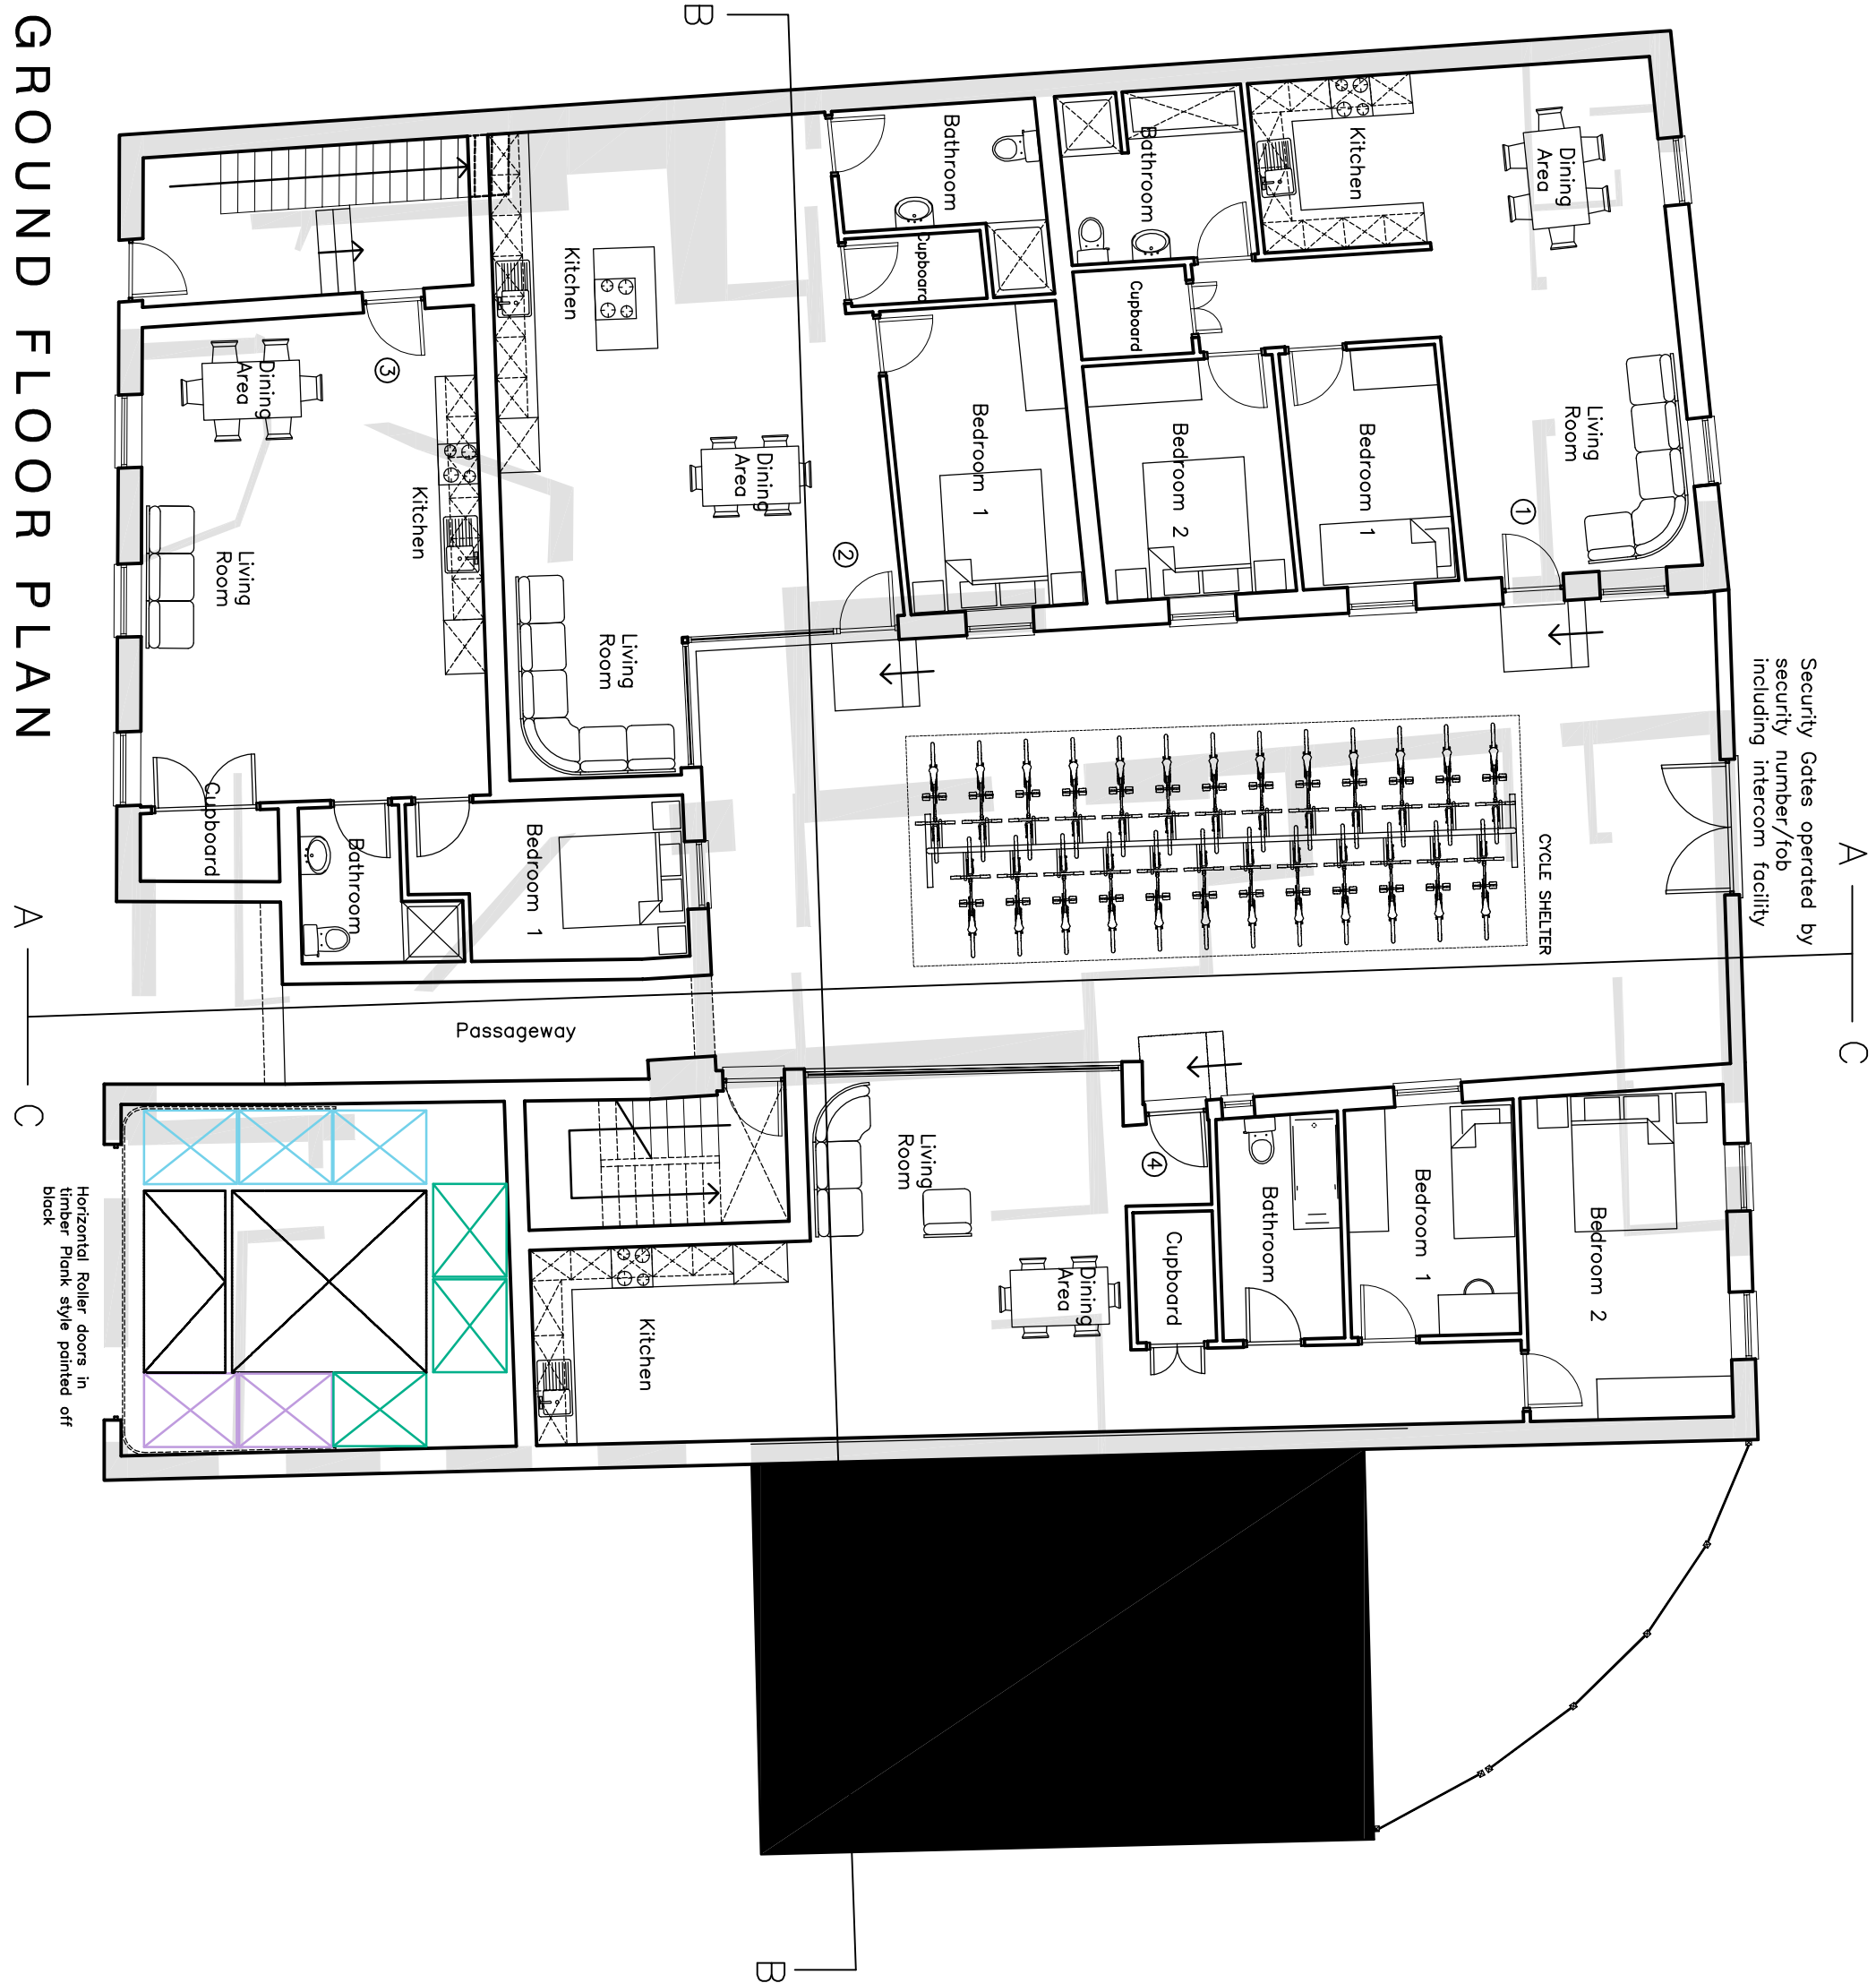 GROUND FLOOR PLAN
Security Gates operated by
security number/fob
including intercom facility
A
C
CYCLE SHELTER
Dining
Area
Kitchen
Living
Room
1
Bedroom 1
Bedroom 2
Bathroom
Cupboard
Bathroom
Cupboard
Bedroom 1
2
Dining
Area
Kitchen
Living
Room
B
3
Dining
Area
Kitchen
Living
Room
Cupboard
Bathroom
Bedroom 1
A
C
Passageway
Bedroom 2
Bedroom 1
Bathroom
Cupboard
4
Living
Room
Dining
Area
Kitchen
Horizontal Roller doors in
timber Plank style painted off
black
B